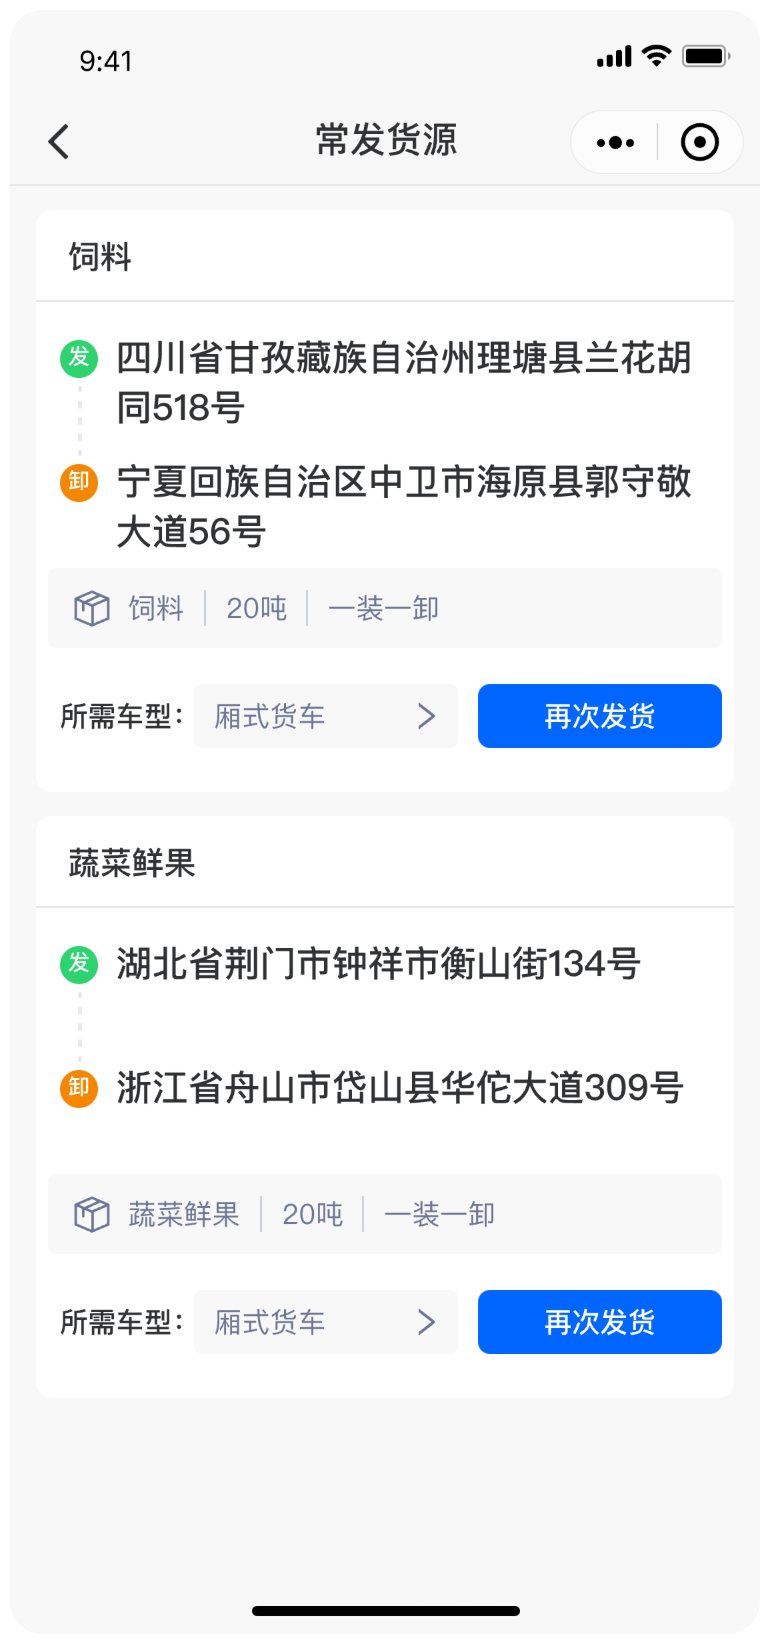 9:41
常发货源
饲料
发 四川省甘孜藏族自治州理塘县兰花胡
同518号
卸 宁夏回族自治区中卫市海原县郭守敬
大道56号
饲料 20吨 一装一卸
所需车型： 厢式货车 再次发货
蔬菜鲜果
发 湖北省荆门市钟祥市衡山街134号
卸 浙江省舟山市岱山县华佗大道309号
蔬菜鲜果 20吨 一装一卸
所需车型： 厢式货车 再次发货